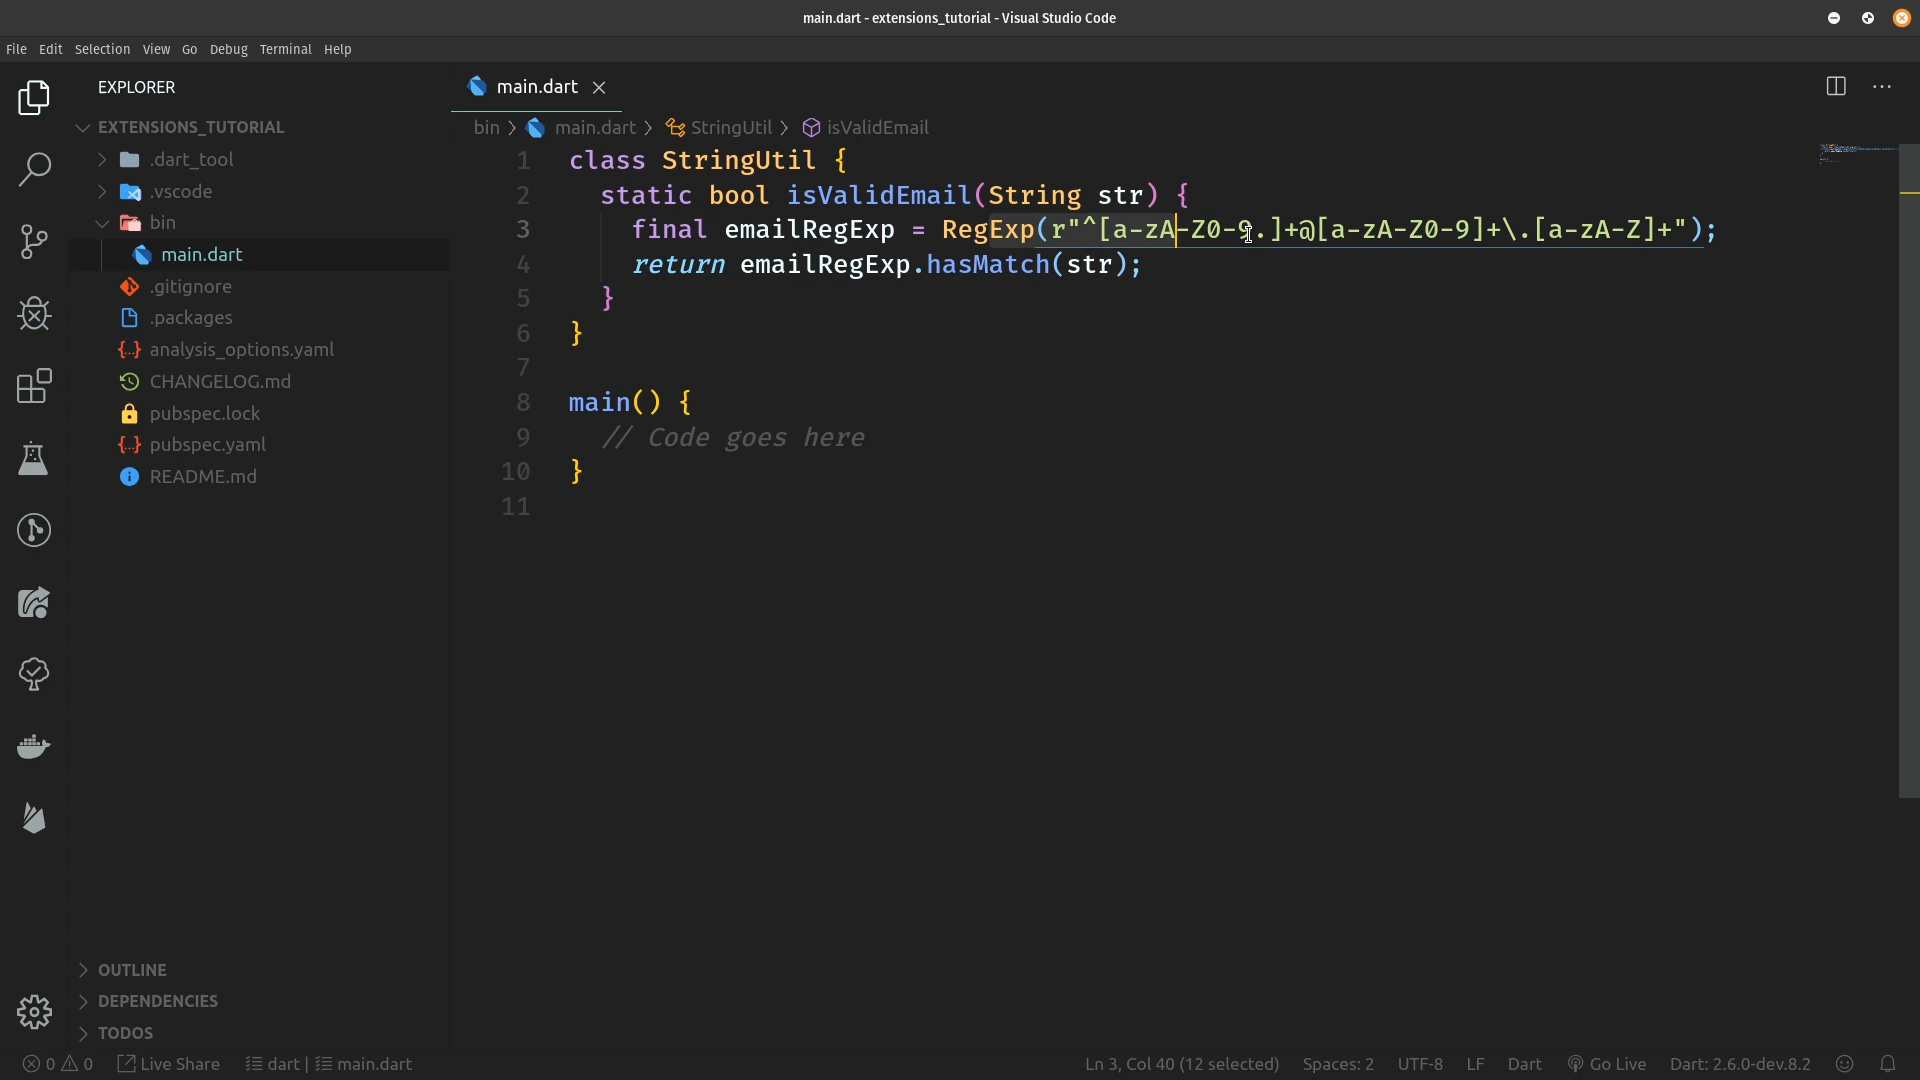 main.dart - extensions_tutorial - Visual Studio Code
File Edit Selection View Go Debug Terminal Help
EXPLORER
EXTENSIONS_TUTORIAL
.dart_tool
.vscode
bin
main.dart
.gitignore
.packages
analysis_options.yaml
CHANGELOG.md
pubspec.lock
pubspec.yaml
README.md
OUTLINE
DEPENDENCIES
TODOS
main.dart
bin > main.dart > StringUtil > isValidEmail
1 class StringUtil {
2 static bool isValidEmail(String str) {
3 final emailRegExp = RegExp(r"^[a-zA-Z0-9.]+@[a-zA-Z0-9]+\.[a-zA-Z]+");
4 return emailRegExp.hasMatch(str);
5 }
6 }
7
8 main() {
9 // Code goes here
10 }
11
0 0 Live Share dart | main.dart Ln 3, Col 40 (12 selected) Spaces: 2 UTF-8 LF Dart Go Live Dart: 2.6.0-dev.8.2